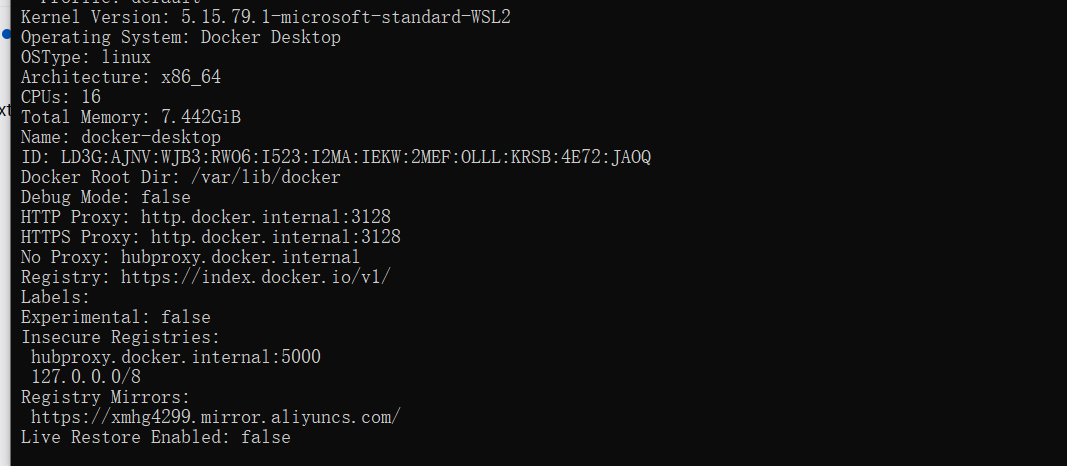 Profile: default
Kernel Version: 5.15.79.1-microsoft-standard-WSL2
Operating System: Docker Desktop
OSType: linux
Architecture: x86_64
CPUs: 16
Total Memory: 7.442GiB
Name: docker-desktop
ID: LD3G:AJNV:WJB3:RWO6:I523:I2MA:IEKW:2MEF:OLLL:KRSB:4E72:JAOQ
Docker Root Dir: /var/lib/docker
Debug Mode: false
HTTP Proxy: http.docker.internal:3128
HTTPS Proxy: http.docker.internal:3128
No Proxy: hubproxy.docker.internal
Registry: https://index.docker.io/v1/
Labels:
Experimental: false
Insecure Registries:
hubproxy.docker.internal:5000
127.0.0.0/8
Registry Mirrors:
https://xmhg4299.mirror.aliyuncs.com/
Live Restore Enabled: false